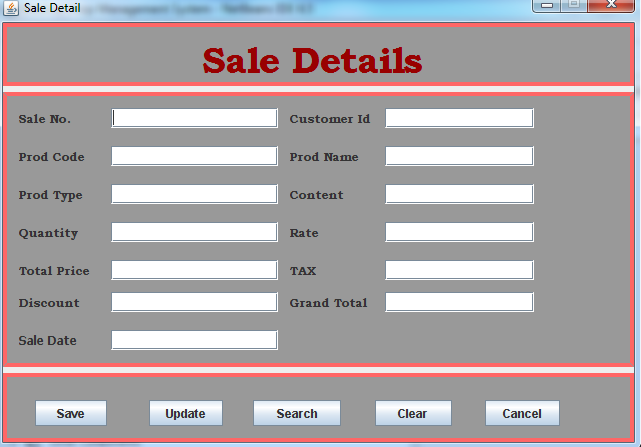 Sale Detail
Sale Details
Sale No. Customer Id
Prod Code Prod Name
Prod Type Content
Quantity Rate
Total Price TAX
Discount Grand Total
Sale Date
Save Update Search Clear Cancel